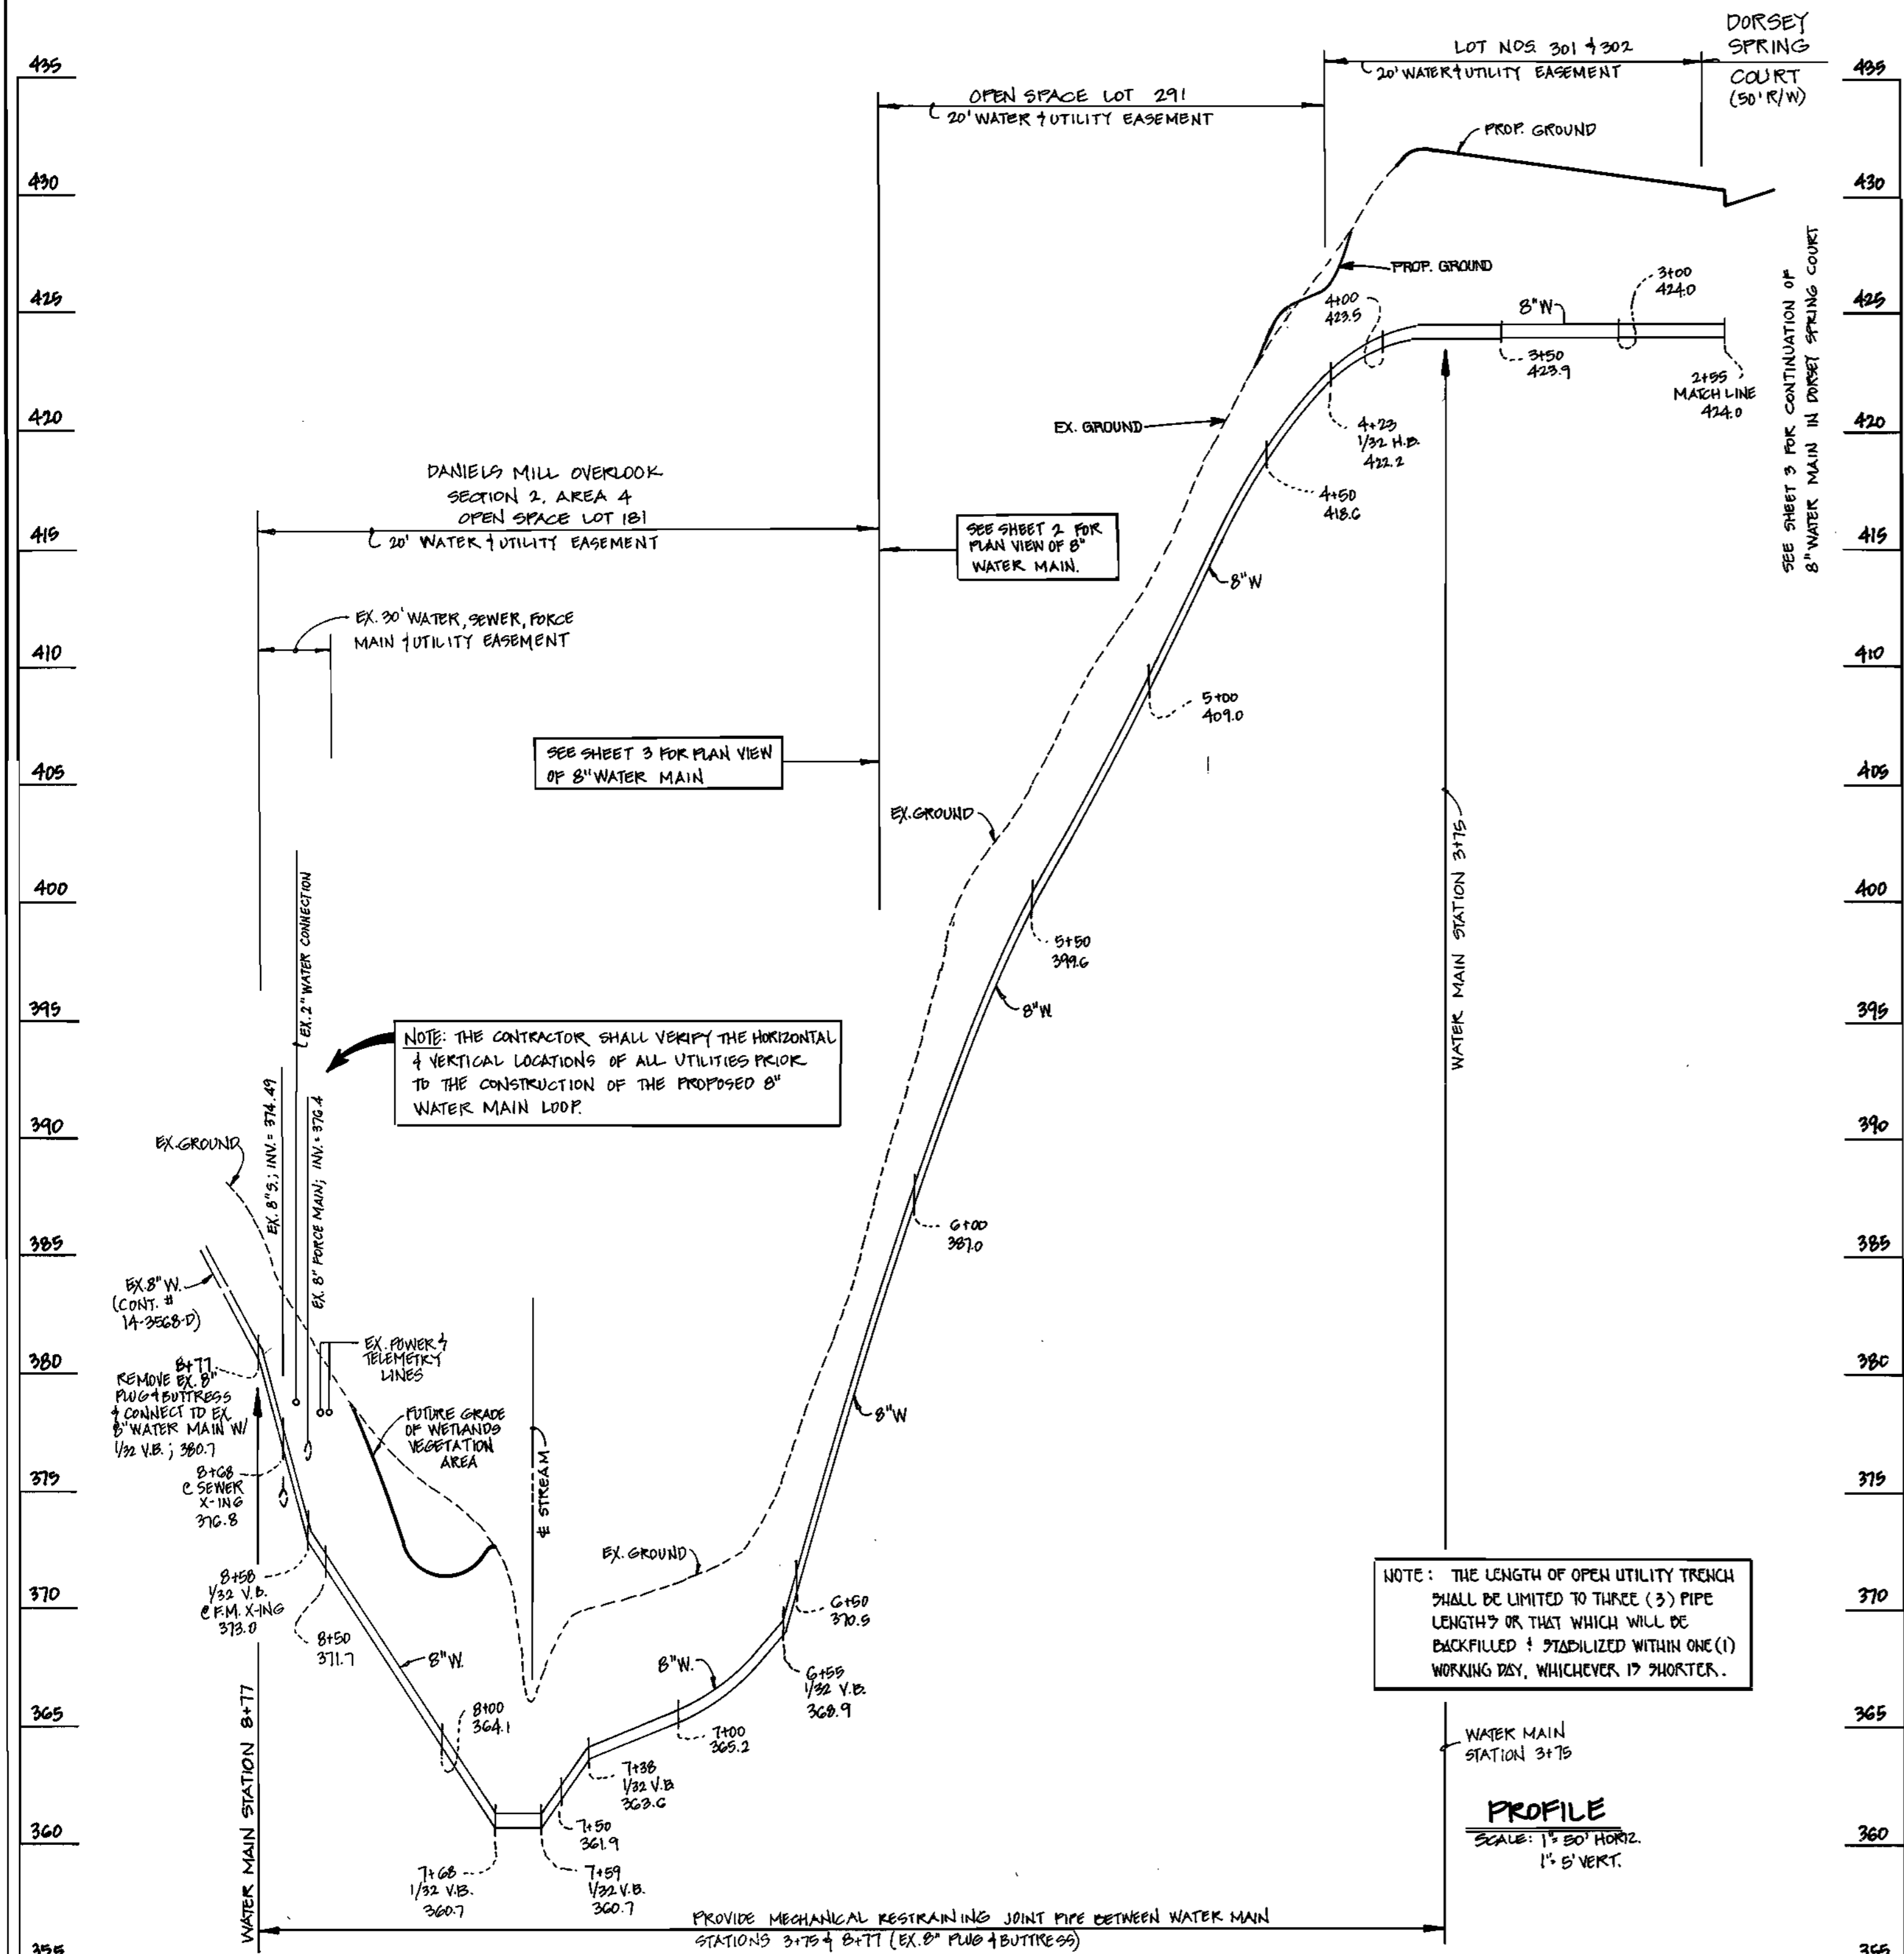 DORSEY
SPRING
COURT
(50' R/W)
LOT NOS. 301 & 302
20' WATER & UTILITY EASEMENT
OPEN SPACE LOT 291
20' WATER & UTILITY EASEMENT
435
430
425
420
415
410
405
400
395
390
385
380
375
370
365
360
355
435
430
425
420
415
410
405
400
395
390
385
380
375
370
365
360
355
PROP. GROUND
PROP. GROUND
SEE SHEET 3 FOR CONTINUATION OF
8" WATER MAIN IN DORSEY SPRING COURT
3+00
424.0
8"W
4+00
423.5
3+50
423.9
2+55
MATCH LINE
424.0
EX. GROUND
4+23
1/32 H.B.
422.2
4+50
418.6
DANIELS MILL OVERLOOK
SECTION 2, AREA 4
OPEN SPACE LOT 181
20' WATER & UTILITY EASEMENT
SEE SHEET 2 FOR
PLAN VIEW OF 8"
WATER MAIN.
8"W
EX. 30' WATER, SEWER, FORCE
MAIN & UTILITY EASEMENT
5+00
409.0
SEE SHEET 3 FOR PLAN VIEW
OF 8" WATER MAIN
EX. GROUND
WATER MAIN STATION 3+75
5+50
399.6
8"W
EX. 2" WATER CONNECTION
NOTE: THE CONTRACTOR SHALL VERIFY THE HORIZONTAL
& VERTICAL LOCATIONS OF ALL UTILITIES PRIOR
TO THE CONSTRUCTION OF THE PROPOSED 8"
WATER MAIN LOOP.
EX. 8" S.; INV. = 374.49
EX. 8" FORCE MAIN; INV. = 376.4
EX. GROUND
6+00
387.0
EX. 8" W.
(CONT. #
14-3568-D)
EX. POWER &
TELEMETRY
LINES
8+77
REMOVE EX. 8"
PLUG & BUTTRESS
& CONNECT TO EX.
8" WATER MAIN W/
1/32 V.B.; 380.7
FUTURE GRADE
OF WETLANDS
VEGETATION
AREA
8"W
8+68
@ SEWER
X-ING
376.8
℄ STREAM
EX. GROUND
8+58
1/32 V.B.
@ F.M. X-ING
373.0
8+50
371.7
8"W.
6+50
370.5
NOTE: THE LENGTH OF OPEN UTILITY TRENCH
SHALL BE LIMITED TO THREE (3) PIPE
LENGTHS OR THAT WHICH WILL BE
BACKFILLED & STABILIZED WITHIN ONE (1)
WORKING DAY, WHICHEVER IS SHORTER.
8"W.
6+55
1/32 V.B.
368.9
8+00
364.1
7+00
365.2
7+38
1/32 V.B.
363.6
WATER MAIN
STATION 3+75
7+50
361.9
PROFILE
SCALE: 1"= 50' HORIZ.
1"= 5' VERT.
7+68
1/32 V.B.
360.7
7+59
1/32 V.B.
360.7
WATER MAIN STATION 8+77
PROVIDE MECHANICAL RESTRAINING JOINT PIPE BETWEEN WATER MAIN
STATIONS 3+75 & 8+77 (EX. 8" PLUG & BUTTRESS)